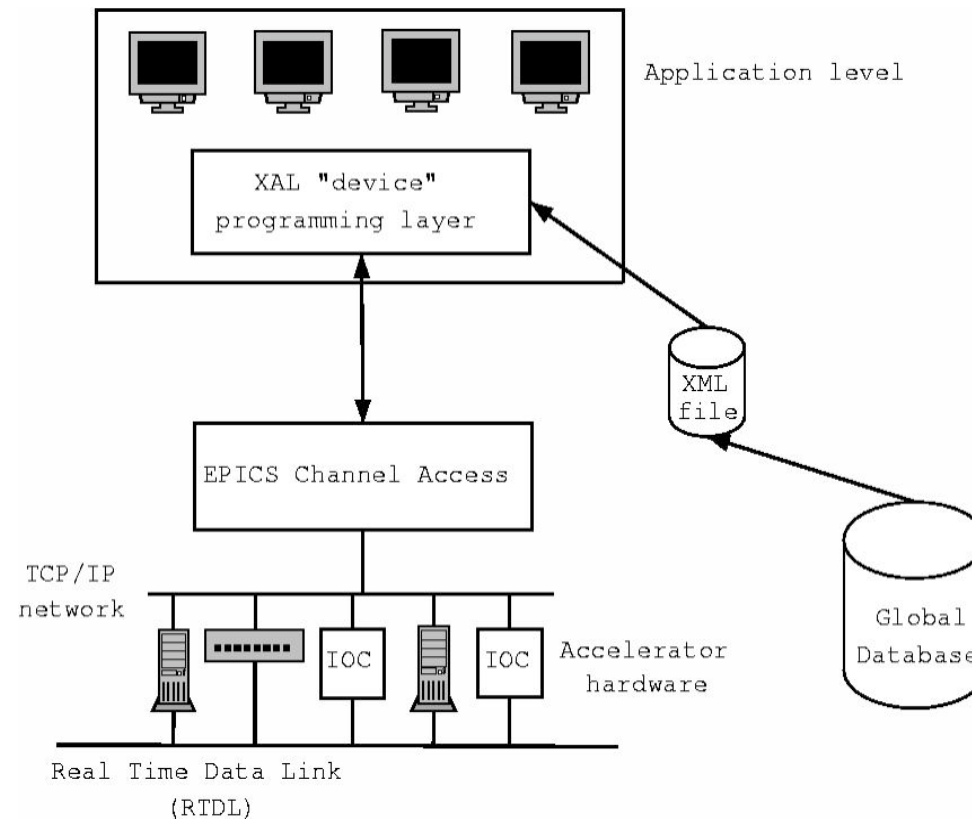 Application level
XAL "device"
programming layer
XML
file
EPICS Channel Access
TCP/IP
network
Global
Database
IOC
IOC
Accelerator
hardware
Real Time Data Link
(RTDL)